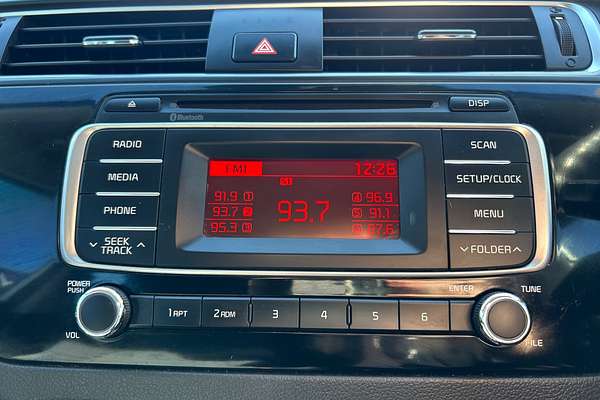 DISP
Bluetooth
RADIO
MEDIA
PHONE
SEEK
TRACK
FM1 12:26
ST
91.9 1
93.7 2
95.3 3
93.7
4 96.9
5 91.1
6 87.6
SCAN
SETUP/CLOCK
MENU
FOLDER
POWER
PUSH
VOL
1 RPT
2 RDM
3
4
5
6
ENTER
TUNE
FILE